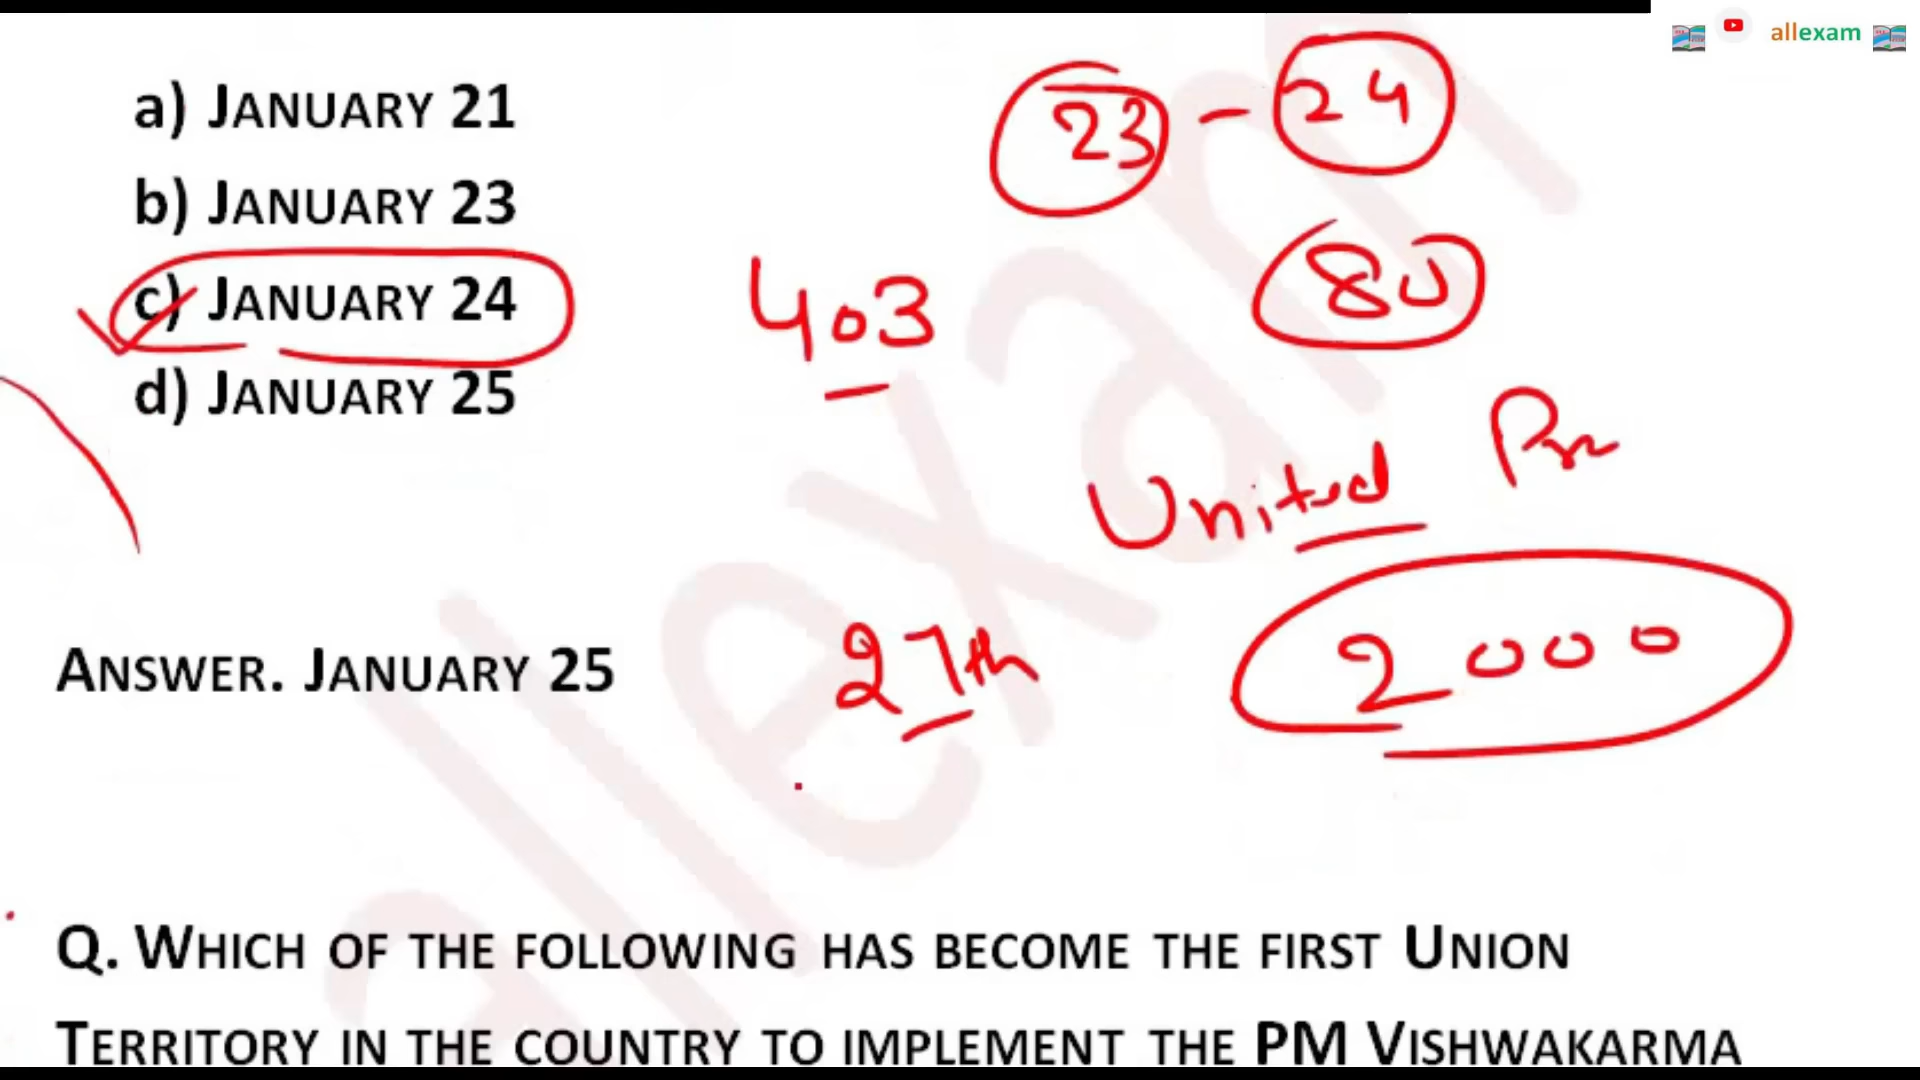 allexam
a) JANUARY 21
23 - 24
b) JANUARY 23
80
c) JANUARY 24
403
d) JANUARY 25
United
ANSWER. JANUARY 25
27th
2000
allexam
Q. WHICH OF THE FOLLOWING HAS BECOME THE FIRST UNION
TERRITORY IN THE COUNTRY TO IMPLEMENT THE PM VISHWAKARMA